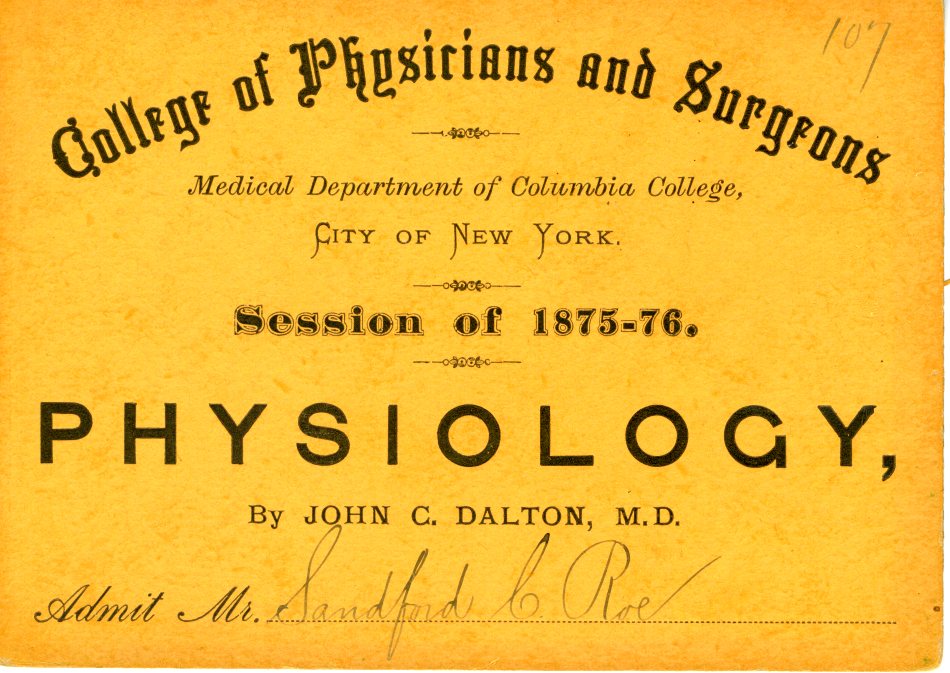 107
College of Physicians and Surgeons
Medical Department of Columbia College,
CITY OF NEW YORK.
Session of 1875-76.
PHYSIOLOGY,
By JOHN C. DALTON, M.D.
Admit Mr. Sandford C. Roe